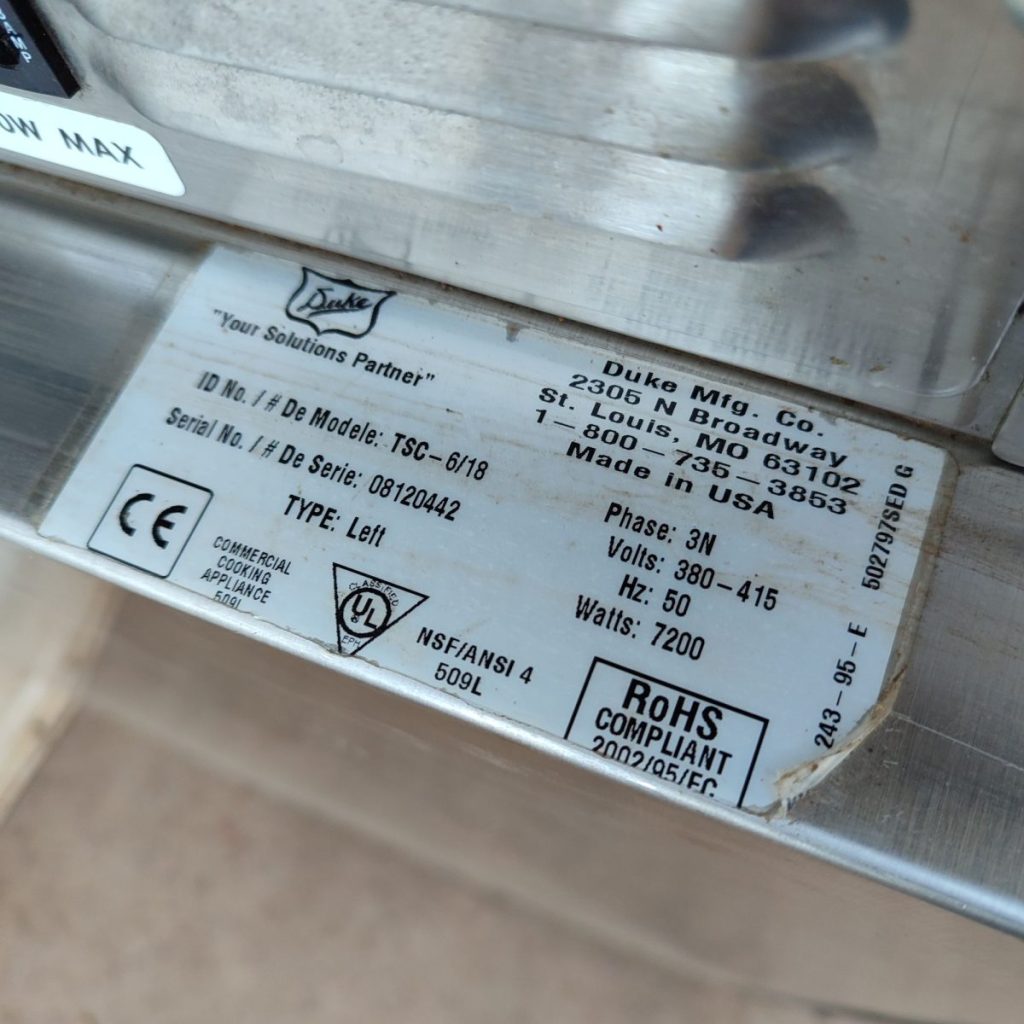 OW MAX
Duke
"Your Solutions Partner"
ID No. / # De Modele: TSC-6/18
Serial No. / # De Serie: 08120442
TYPE: Left
CE
COMMERCIAL
COOKING
APPLIANCE
509L
CLASSIFIED
UL
EPH
NSF/ANSI 4
509L
Duke Mfg. Co.
2305 N Broadway
St. Louis, MO 63102
1-800-735-3853
Made in USA
Phase: 3N
Volts: 380-415
Hz: 50
Watts: 7200
RoHS
COMPLIANT
2002/95/EC
243-95-E 502797SED G